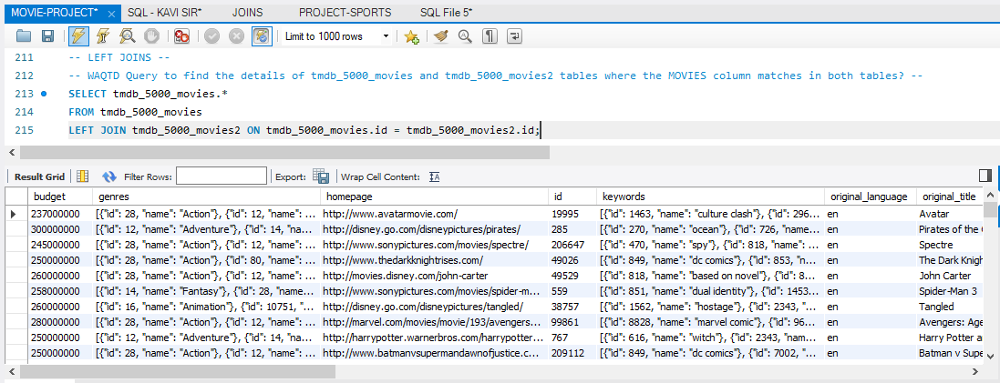 MOVIE-PROJECT* × SQL - KAVI SIR* JOINS PROJECT-SPORTS SQL File 5*
Limit to 1000 rows
211 -- LEFT JOINS --
212 -- WAQTD Query to find the details of tmdb_5000_movies and tmdb_5000_movies2 tables where the MOVIES column matches in both tables? --
213 SELECT tmdb_5000_movies.*
214 FROM tmdb_5000_movies
215 LEFT JOIN tmdb_5000_movies2 ON tmdb_5000_movies.id = tmdb_5000_movies2.id;
Result Grid Filter Rows: Export: Wrap Cell Content:
budget genres homepage id keywords original_language original_title
237000000 [{"id": 28, "name": "Action"}, {"id": 12, "name": ... http://www.avatarmovie.com/ 19995 [{"id": 1463, "name": "culture clash"}, {"id": 296... en Avatar
300000000 [{"id": 12, "name": "Adventure"}, {"id": 14, "na... http://disney.go.com/disneypictures/pirates/ 285 [{"id": 270, "name": "ocean"}, {"id": 726, "name... en Pirates of the
245000000 [{"id": 28, "name": "Action"}, {"id": 12, "name": ... http://www.sonypictures.com/movies/spectre/ 206647 [{"id": 470, "name": "spy"}, {"id": 818, "name": ... en Spectre
250000000 [{"id": 28, "name": "Action"}, {"id": 80, "name": ... http://www.thedarkknightrises.com/ 49026 [{"id": 849, "name": "dc comics"}, {"id": 853, "n... en The Dark Knigh
260000000 [{"id": 28, "name": "Action"}, {"id": 12, "name": ... http://movies.disney.com/john-carter 49529 [{"id": 818, "name": "based on novel"}, {"id": 8... en John Carter
258000000 [{"id": 14, "name": "Fantasy"}, {"id": 28, "name... http://www.sonypictures.com/movies/spider-m... 559 [{"id": 851, "name": "dual identity"}, {"id": 1453... en Spider-Man 3
260000000 [{"id": 16, "name": "Animation"}, {"id": 10751, ... http://disney.go.com/disneypictures/tangled/ 38757 [{"id": 1562, "name": "hostage"}, {"id": 2343, ... en Tangled
280000000 [{"id": 28, "name": "Action"}, {"id": 12, "name": ... http://marvel.com/movies/movie/193/avengers... 99861 [{"id": 8828, "name": "marvel comic"}, {"id": 96... en Avengers: Age
250000000 [{"id": 12, "name": "Adventure"}, {"id": 14, "na... http://harrypotter.warnerbros.com/harrypotter... 767 [{"id": 616, "name": "witch"}, {"id": 2343, "nam... en Harry Potter a
250000000 [{"id": 28, "name": "Action"}, {"id": 12, "name": ... http://www.batmanvsupermandawnofjustice.c... 209112 [{"id": 849, "name": "dc comics"}, {"id": 7002, ... en Batman v Supe